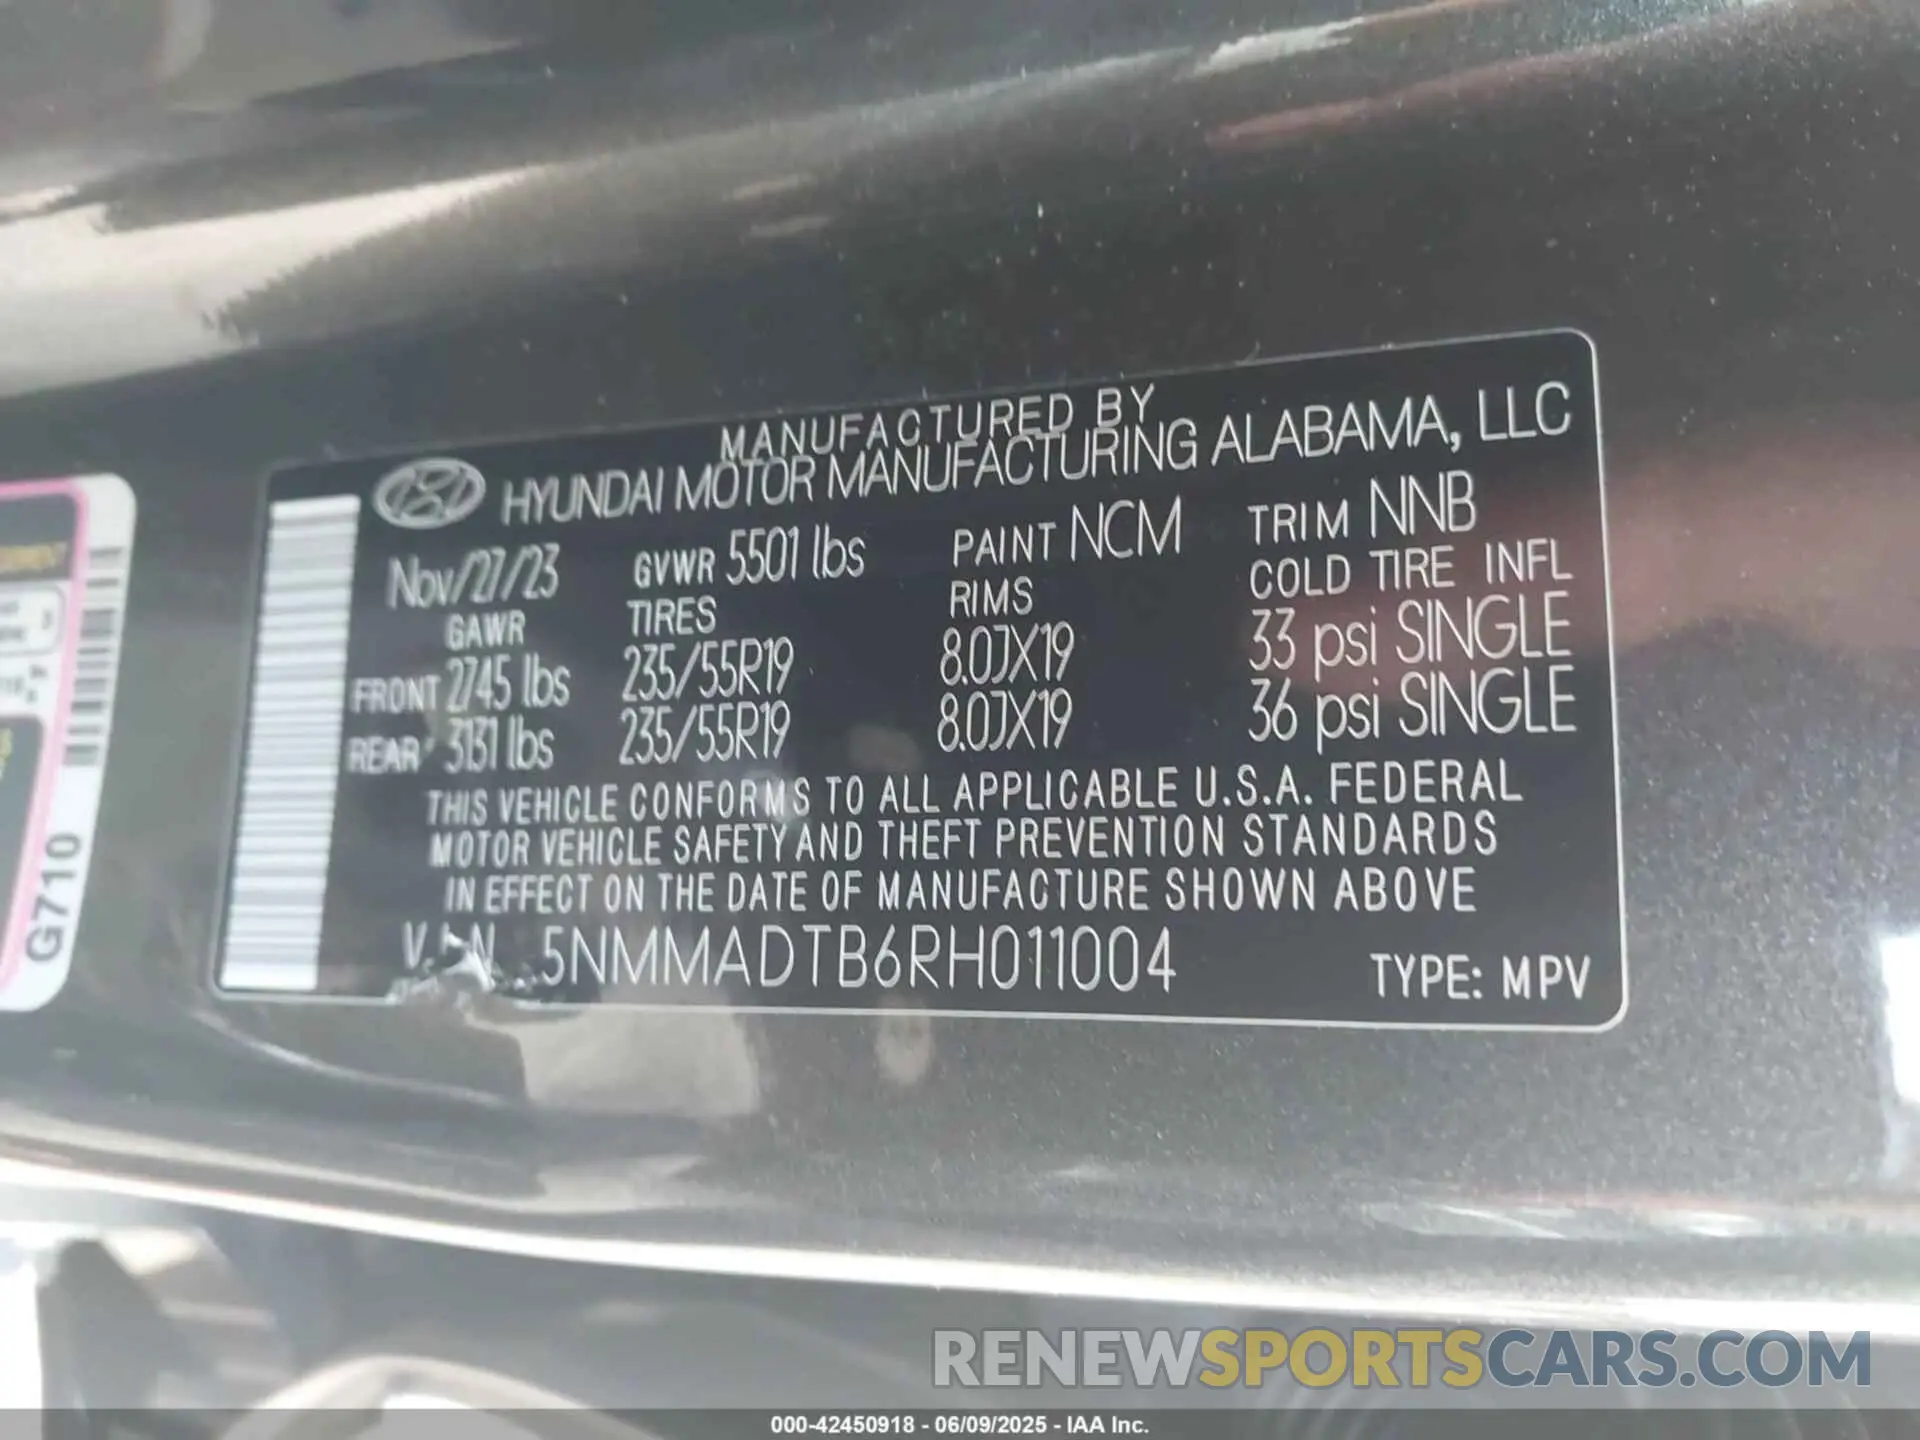 MANUFACTURED BY
HYUNDAI MOTOR MANUFACTURING ALABAMA, LLC
Nov/27/23 GVWR 5501 lbs PAINT NCM TRIM NNB
GAWR TIRES RIMS COLD TIRE INFL
FRONT 2745 lbs 235/55R19 8.0JX19 33 psi SINGLE
REAR 3131 lbs 235/55R19 8.0JX19 36 psi SINGLE
THIS VEHICLE CONFORMS TO ALL APPLICABLE U.S.A. FEDERAL
MOTOR VEHICLE SAFETY AND THEFT PREVENTION STANDARDS
IN EFFECT ON THE DATE OF MANUFACTURE SHOWN ABOVE
V.I.N. 5NMMADTB6RH011004 TYPE: MPV
G710
RENEWSPORTSCARS.COM
000-42450918 - 06/09/2025 - IAA Inc.